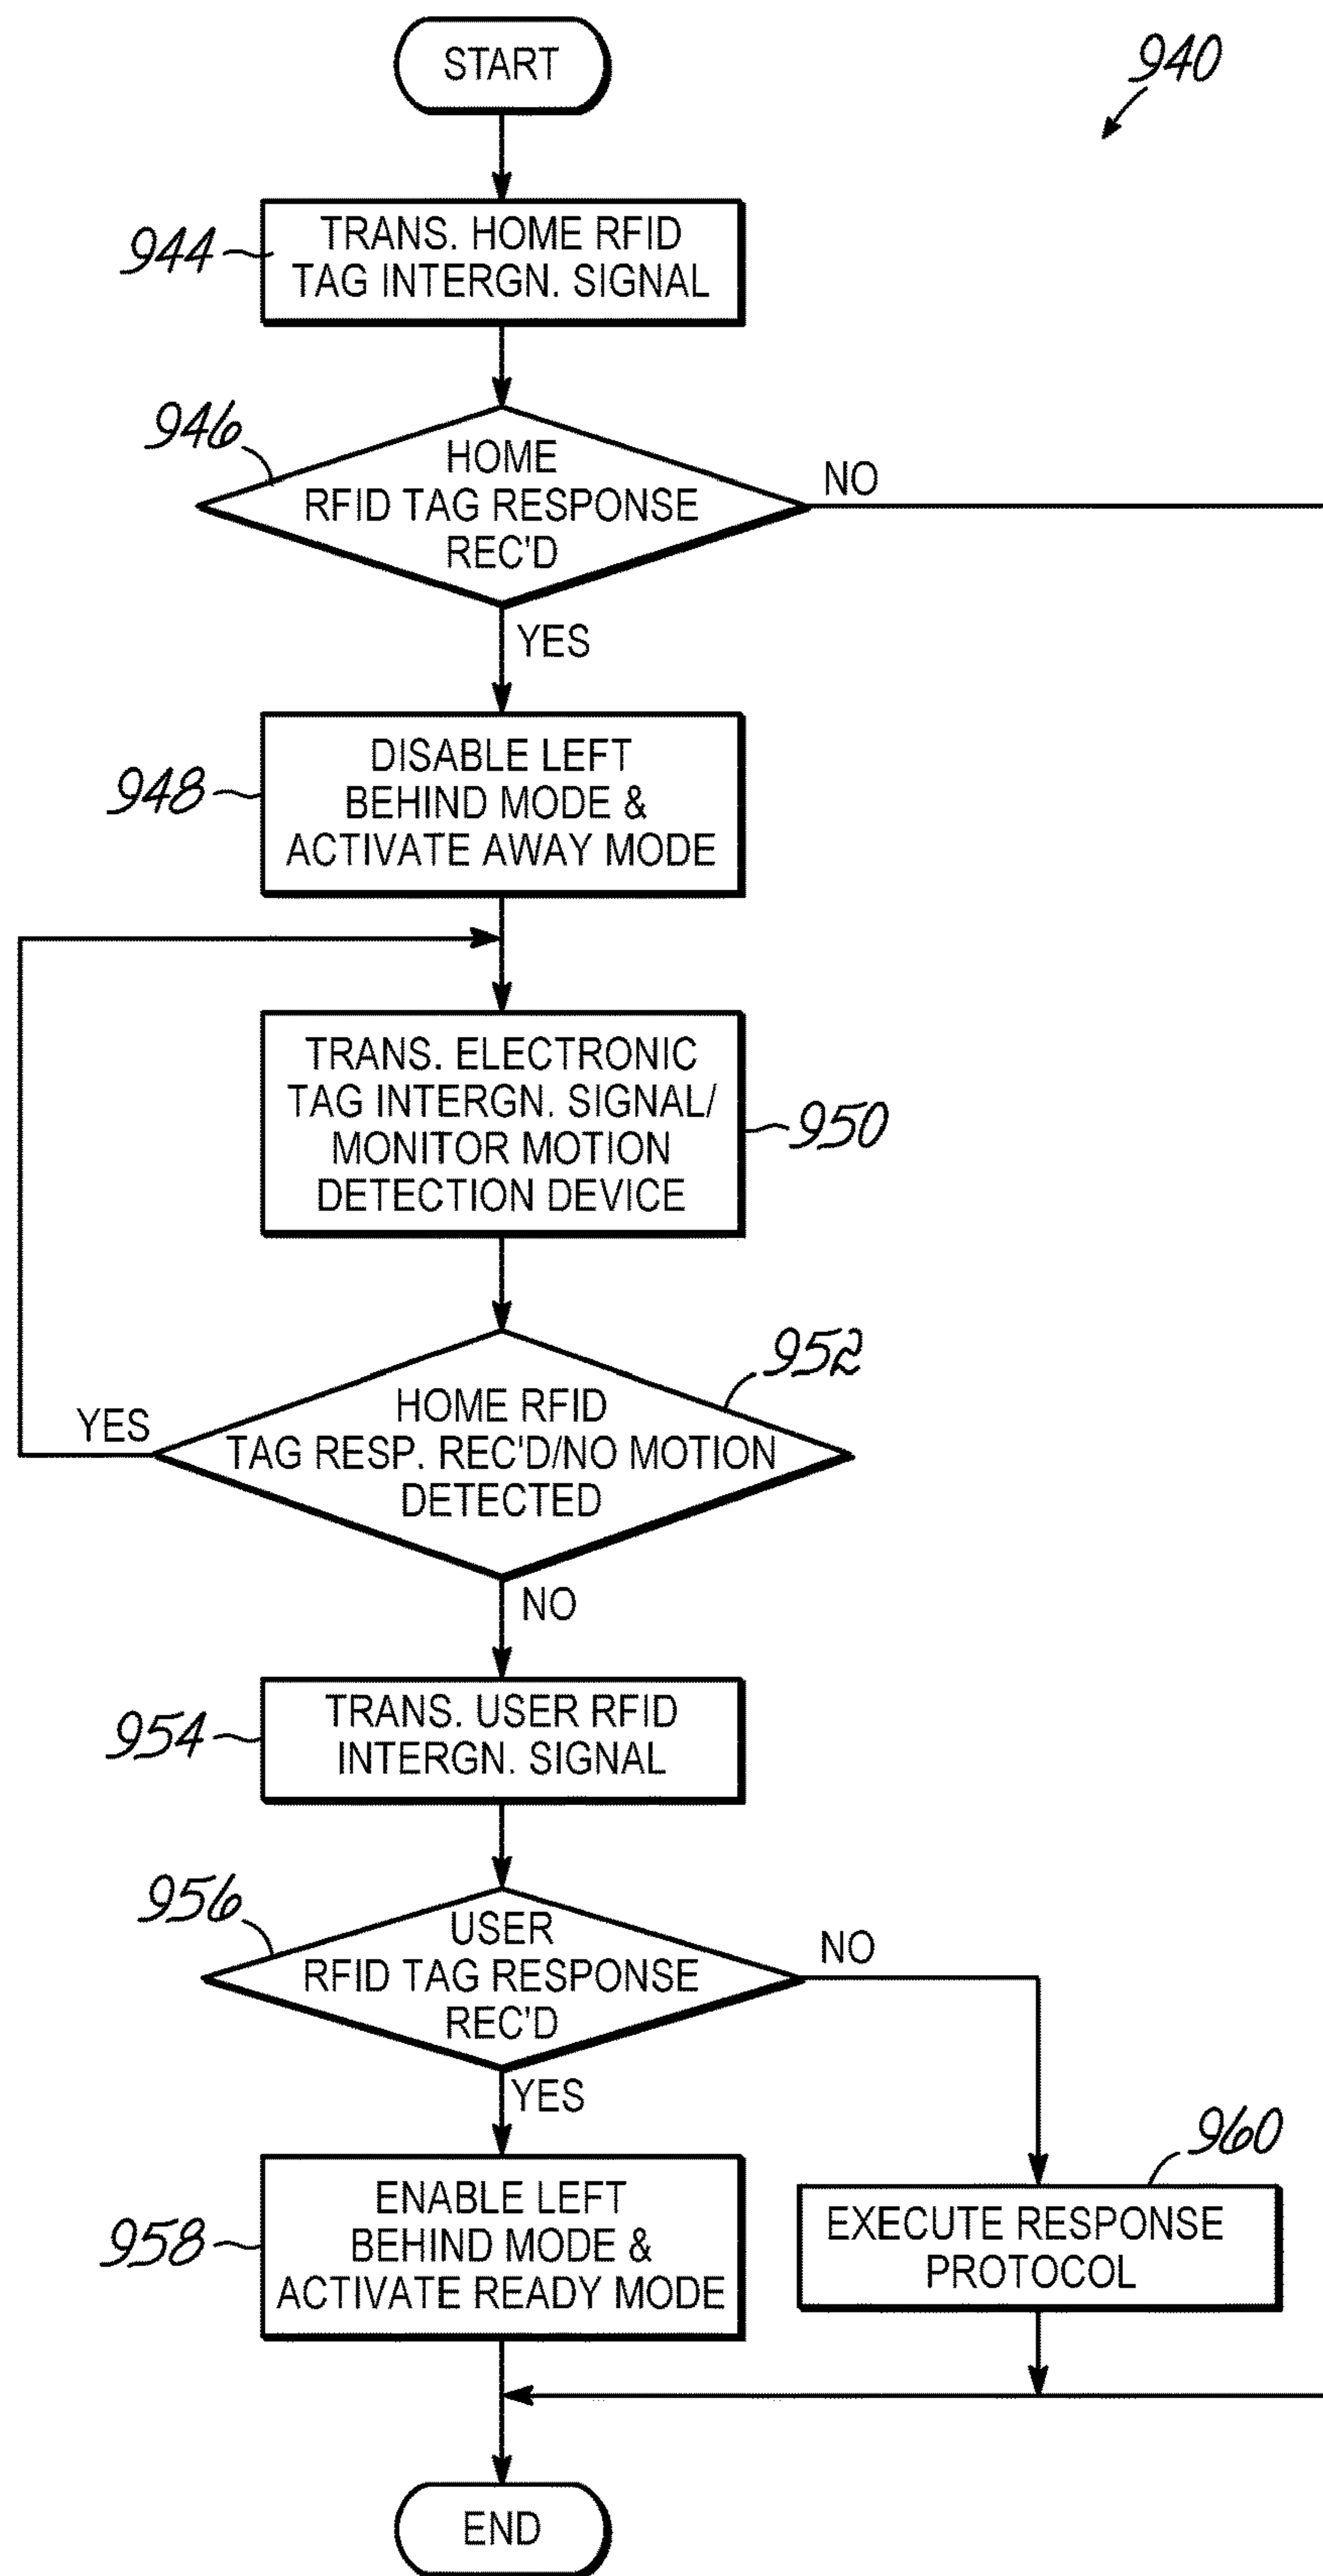 START
940
944
TRANS. HOME RFID
TAG INTERGN. SIGNAL
946
HOME
RFID TAG RESPONSE
REC'D
NO
YES
948
DISABLE LEFT
BEHIND MODE &
ACTIVATE AWAY MODE
TRANS. ELECTRONIC
TAG INTERGN. SIGNAL/
MONITOR MOTION
DETECTION DEVICE
950
952
HOME RFID
TAG RESP. REC'D/NO MOTION
DETECTED
YES
NO
954
TRANS. USER RFID
INTERGN. SIGNAL
956
USER
RFID TAG RESPONSE
REC'D
NO
YES
958
ENABLE LEFT
BEHIND MODE &
ACTIVATE READY MODE
960
EXECUTE RESPONSE
PROTOCOL
END